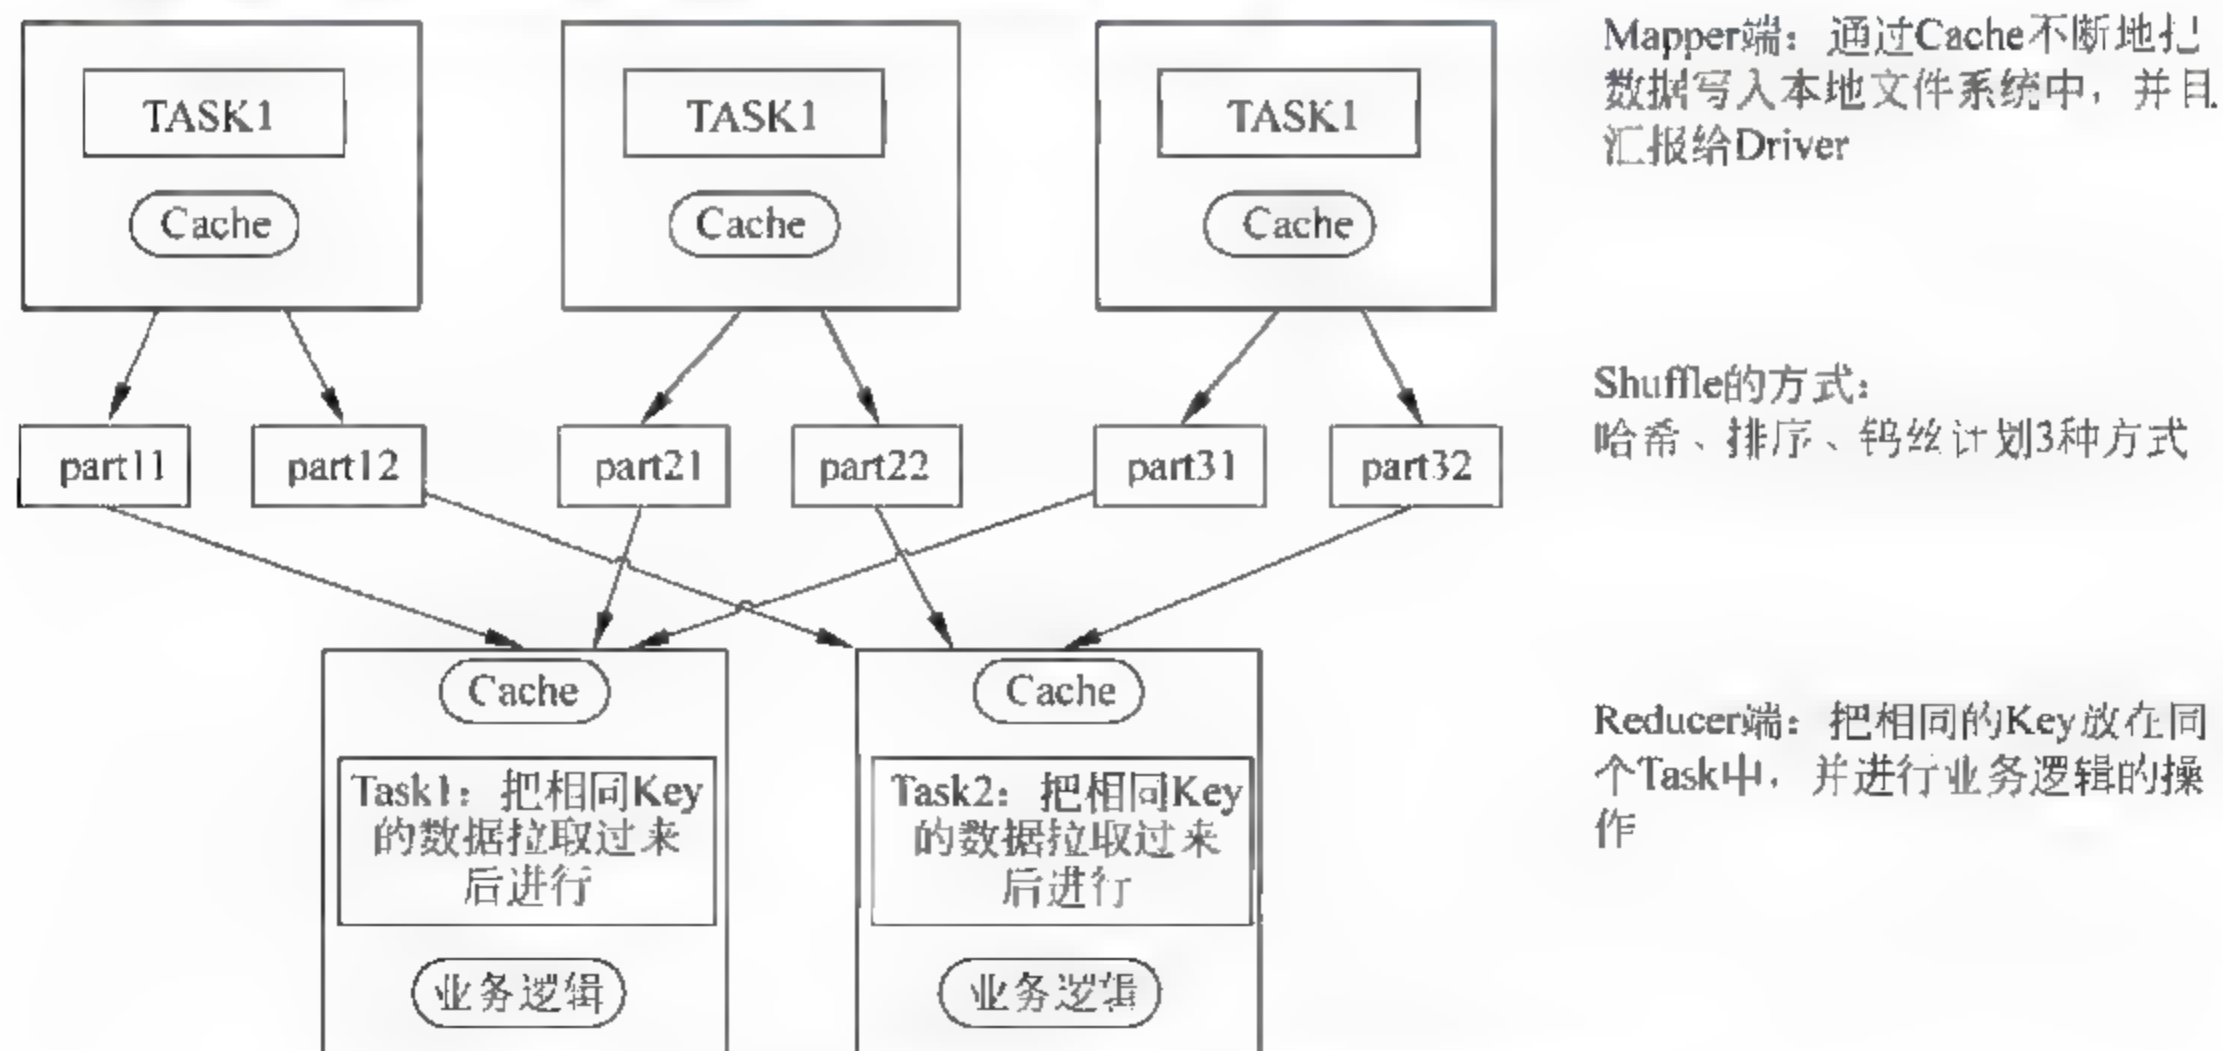 TASK1
TASK1
TASK1
Cache
Cache
Cache
Mapper端：通过Cache不断地把
数据写入本地文件系统中，并且
汇报给Driver
part11
part12
part21
part22
part31
part32
Shuffle的方式：
哈希、排序、钨丝计划3种方式
Cache
Cache
Task1：把相同Key
的数据拉取过来
后进行
Task2：把相同Key
的数据拉取过来
后进行
业务逻辑
业务逻辑
Reducer端：把相同的Key放在同
个Task中，并进行业务逻辑的操
作